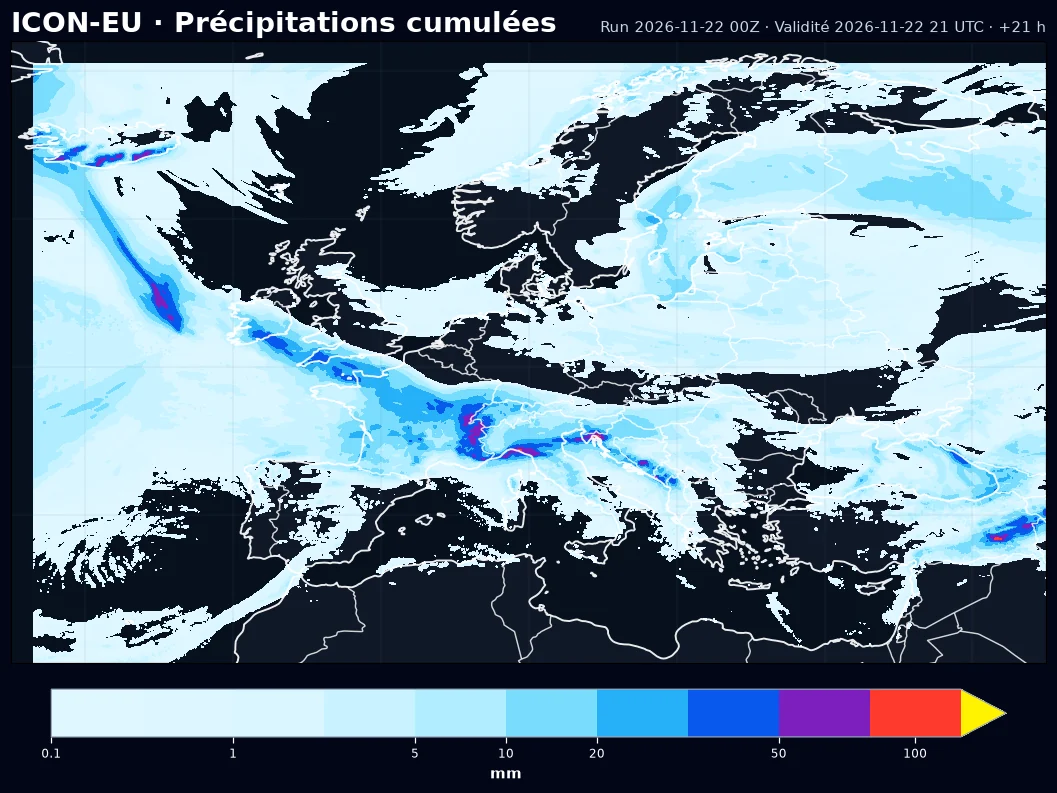 ICON-EU · Précipitations cumulées
Run 2026-11-22 00Z · Validité 2026-11-22 21 UTC · +21 h
0.1 1 5 10 20 50 100
mm